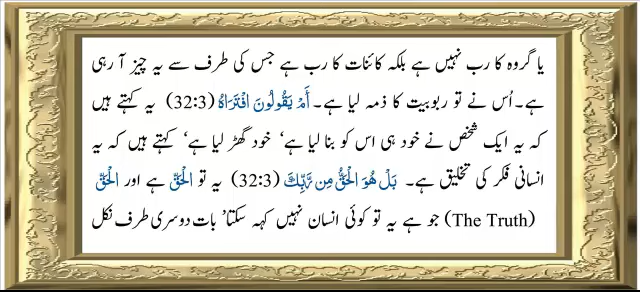 یا گروہ کا رب نہیں ہے بلکہ کائنات کا رب ہے جس کی طرف سے یہ چیز آ رہی
ہے۔ اُس نے تو ربوبیت کا ذمہ لیا ہے۔ أَمْ يَقُولُونَ افْتَرَاهُ (32:3) یہ کہتے ہیں
کہ یہ ایک شخص نے خود ہی اس کو بنا لیا ہے‘ خود گھڑ لیا ہے‘ کہتے ہیں کہ یہ
انسانی فکر کی تخلیق ہے۔ بَلْ هُوَ الْحَقُّ مِن رَّبِّكَ (32:3) یہ تو الْحَقّ ہے اور الْحَقّ
(The Truth) جو ہے یہ تو کوئی انسان نہیں کہہ سکتا‘ بات دوسری طرف نکل